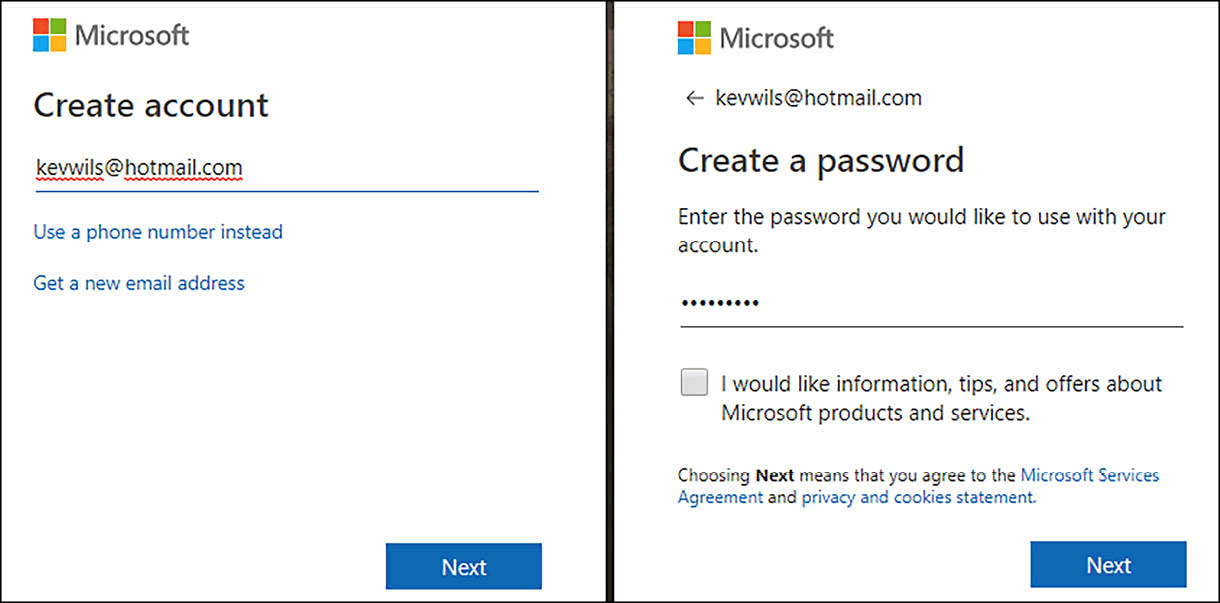 Microsoft
Create account
kevwils@hotmail.com
Use a phone number instead
Get a new email address
Next
Microsoft
← kevwils@hotmail.com
Create a password
Enter the password you would like to use with your
account.
•••••••••
I would like information, tips, and offers about
Microsoft products and services.
Choosing Next means that you agree to the Microsoft Services
Agreement and privacy and cookies statement.
Next